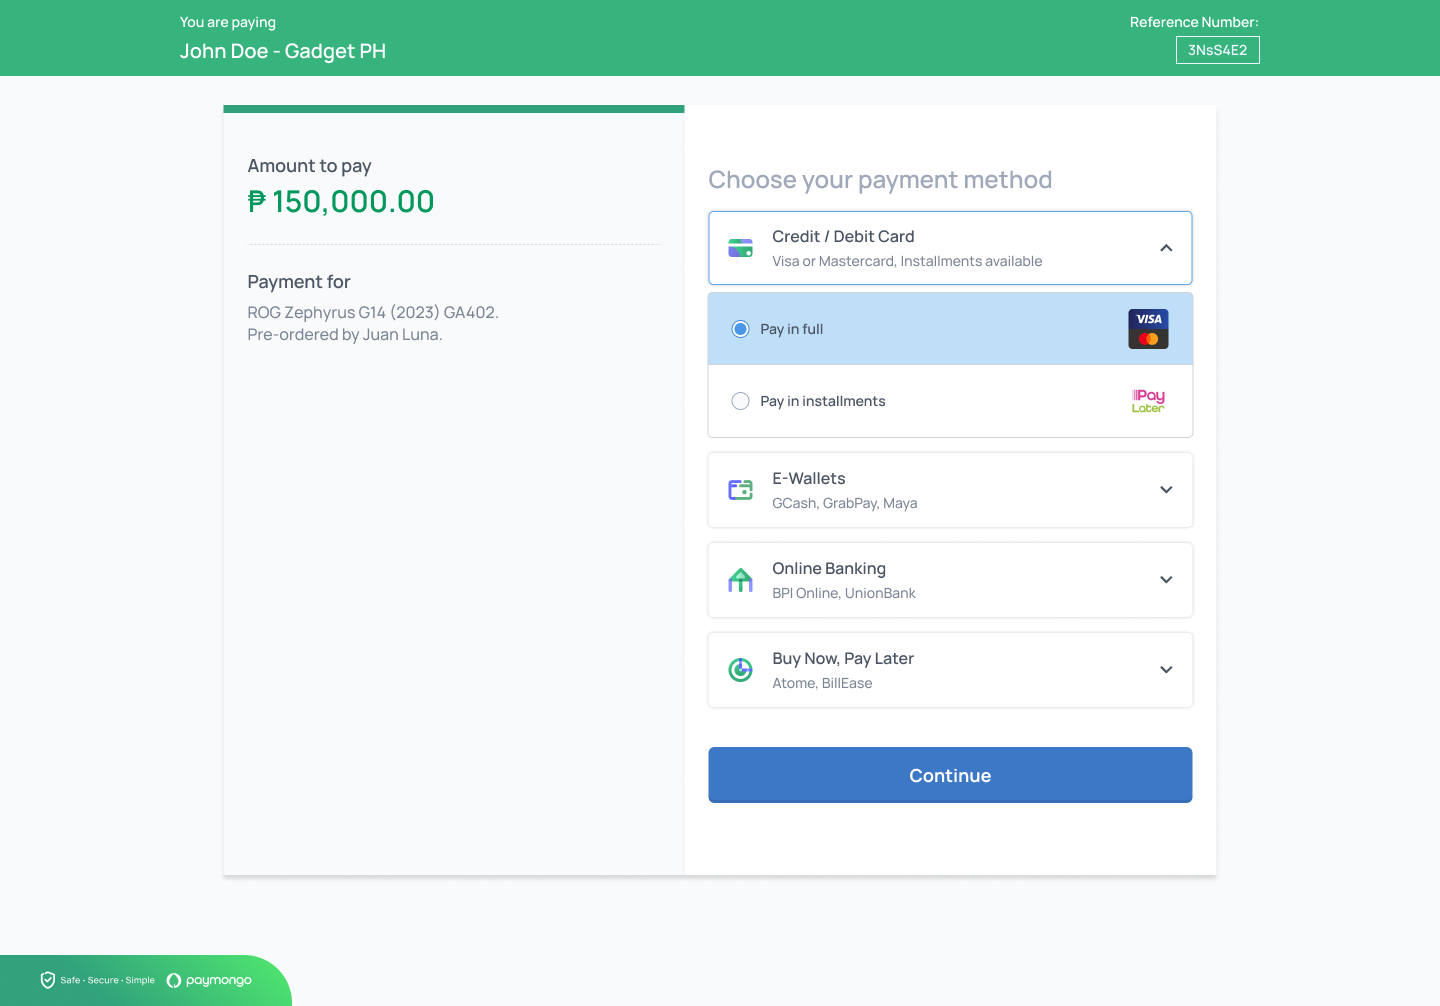 You are paying
John Doe - Gadget PH
Reference Number:
3NsS4E2
Amount to pay
₱ 150,000.00
Payment for
ROG Zephyrus G14 (2023) GA402.
Pre-ordered by Juan Luna.
Choose your payment method
Credit / Debit Card
Visa or Mastercard, Installments available
Pay in full
VISA
Pay in installments
Pay
Later
E-Wallets
GCash, GrabPay, Maya
Online Banking
BPI Online, UnionBank
Buy Now, Pay Later
Atome, BillEase
Continue
Safe · Secure · Simple
paymongo